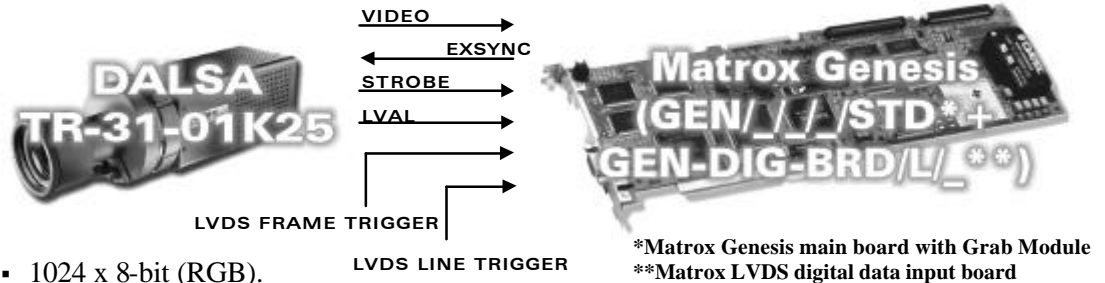 VIDEO
EXSYNC
STROBE
LVAL
DALSA
TR-31-01K25
Matrox Genesis
(GEN/_/_/_/STD* +
GEN-DIG-BRD/L/_**)
LVDS FRAME TRIGGER
LVDS LINE TRIGGER
*Matrox Genesis main board with Grab Module
**Matrox LVDS digital data input board
▪ 1024 x 8-bit (RGB).